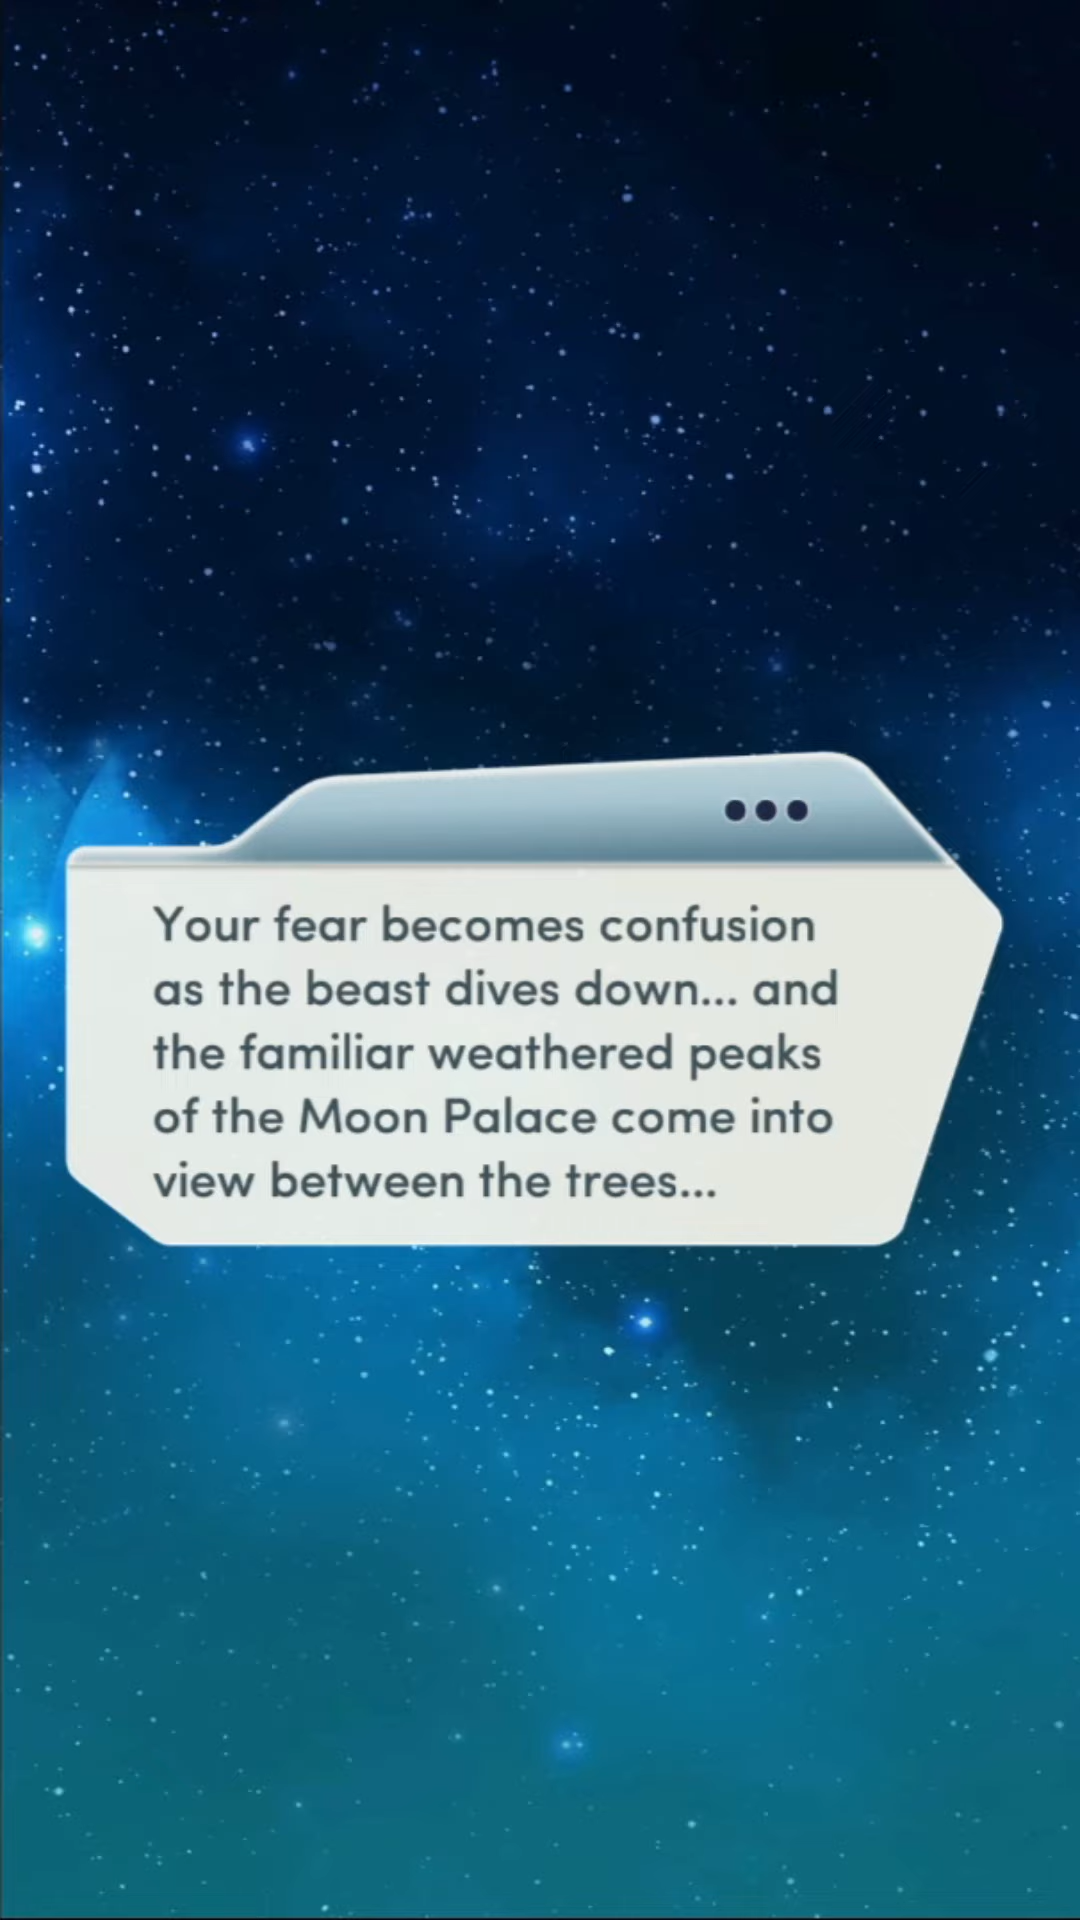 Your fear becomes confusion
as the beast dives down... and
the familiar weathered peaks
of the Moon Palace come into
view between the trees...